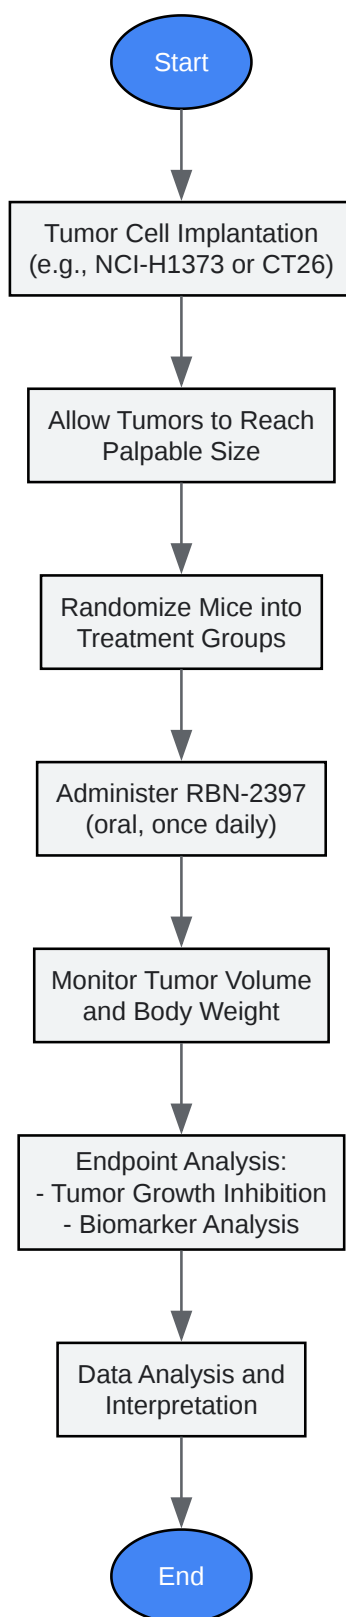 Start
Tumor Cell Implantation
(e.g., NCI-H1373 or CT26)
Allow Tumors to Reach
Palpable Size
Randomize Mice into
Treatment Groups
Administer RBN-2397
(oral, once daily)
Monitor Tumor Volume
and Body Weight
Endpoint Analysis:
- Tumor Growth Inhibition
- Biomarker Analysis
Data Analysis and
Interpretation
End